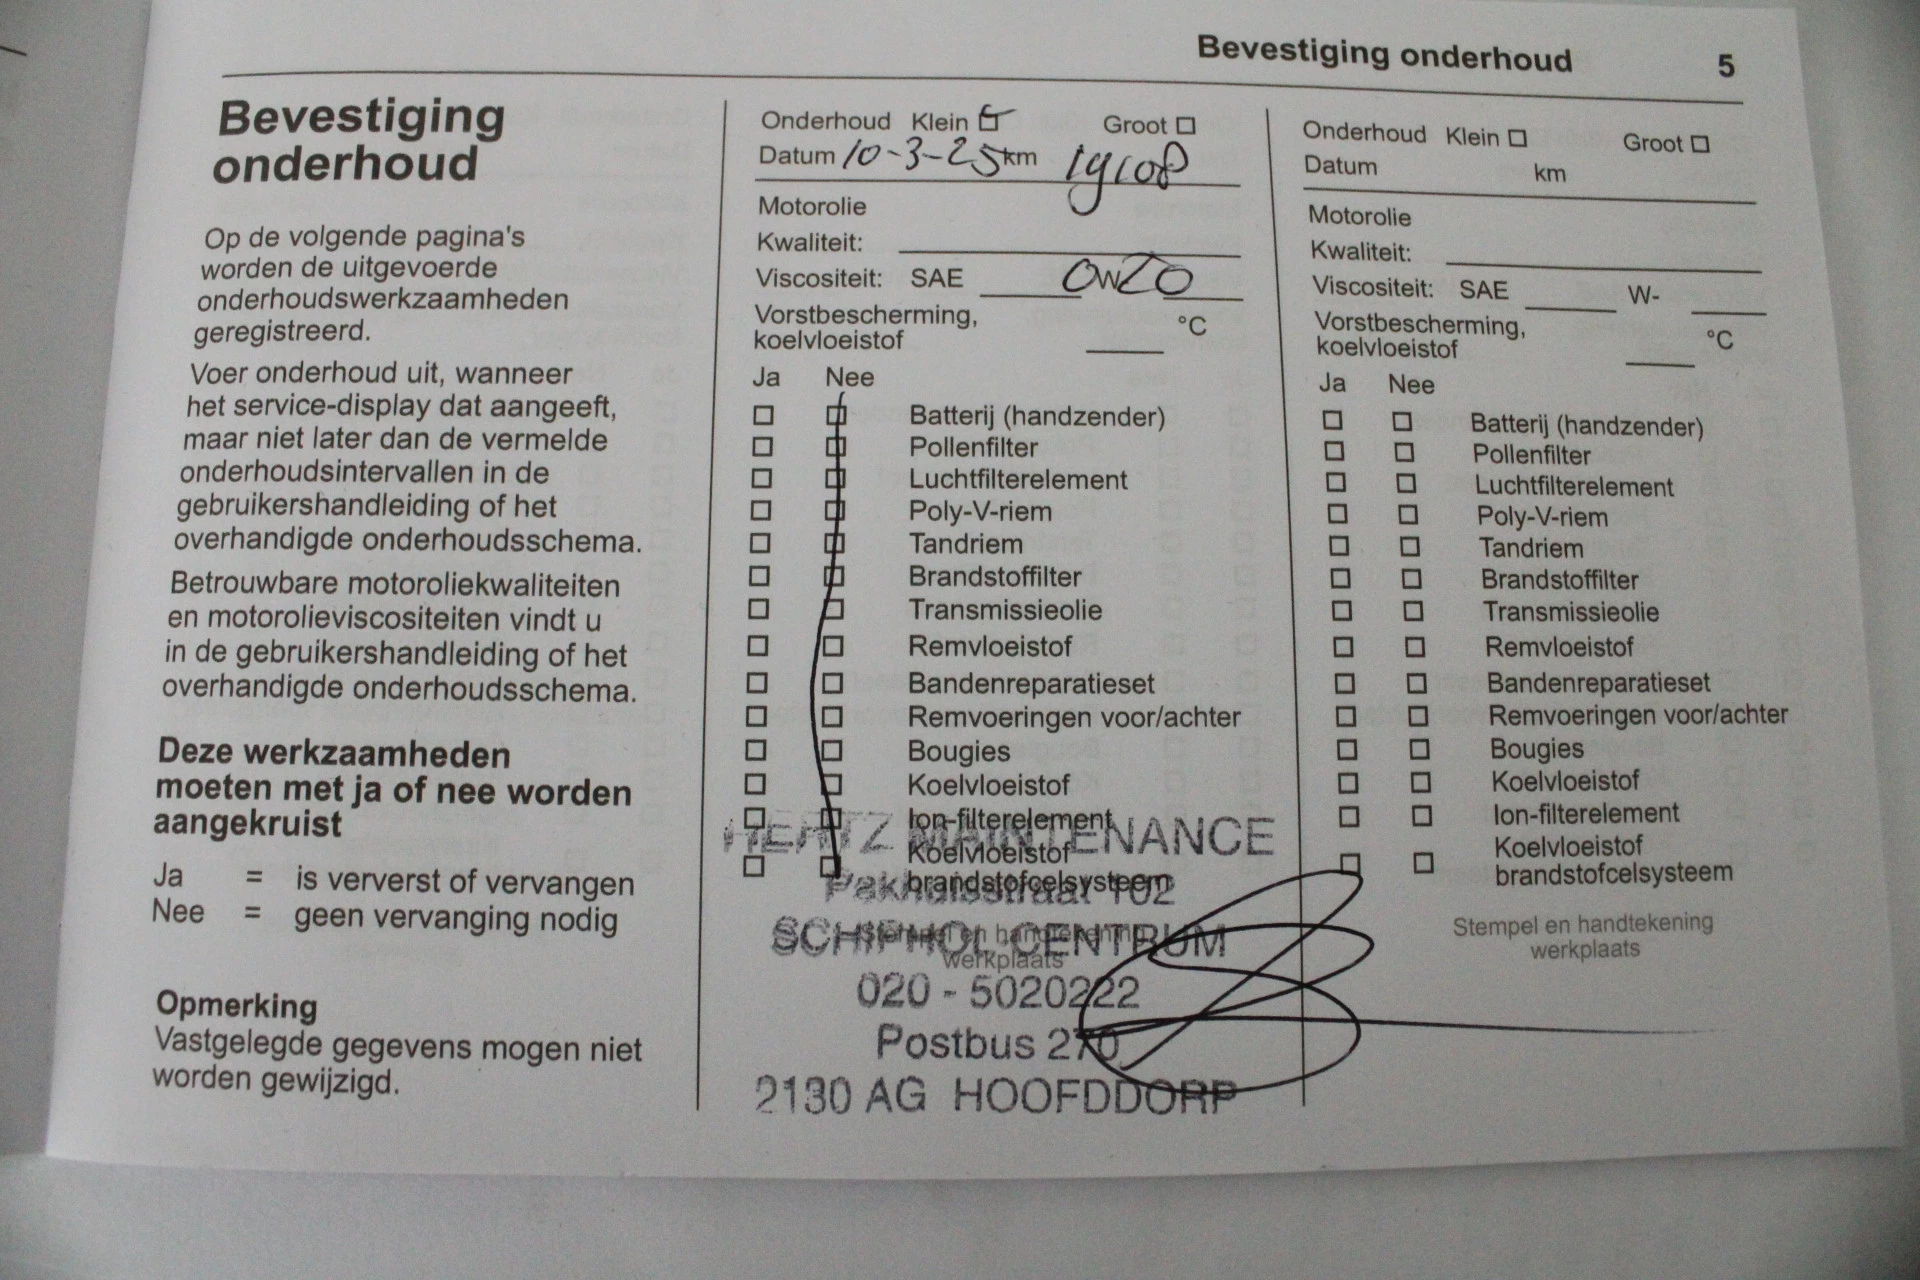 Bevestiging onderhoud 5
Bevestiging
onderhoud
Op de volgende pagina's
worden de uitgevoerde
onderhoudswerkzaamheden
geregistreerd.
Voer onderhoud uit, wanneer
het service-display dat aangeeft,
maar niet later dan de vermelde
onderhoudsintervallen in de
gebruikershandleiding of het
overhandigde onderhoudsschema.
Betrouwbare motoroliekwaliteiten
en motorolieviscositeiten vindt u
in de gebruikershandleiding of het
overhandigde onderhoudsschema.
Deze werkzaamheden
moeten met ja of nee worden
aangekruist
Ja = is ververst of vervangen
Nee = geen vervanging nodig
Opmerking
Vastgelegde gegevens mogen niet
worden gewijzigd.
Onderhoud Klein Groot
Datum 10-3-25 km
Motorolie
Kwaliteit:
Viscositeit: SAE 0W20
Vorstbescherming, °C
koelvloeistof
Ja Nee
Batterij (handzender)
Pollenfilter
Luchtfilterelement
Poly-V-riem
Tandriem
Brandstoffilter
Transmissieolie
Remvloeistof
Bandenreparatieset
Remvoeringen voor/achter
Bougies
Koelvloeistof
Ion-filterelement
Koelvloeistof
brandstofcelsysteem
Stempel en handtekening
werkplaats
HERTZ MAINTENANCE
Pakhuisstraat 102
SCHIPHOL CENTRUM
020 - 5020222
Postbus 270
2130 AG HOOFDDORP
Onderhoud Klein Groot
Datum km
Motorolie
Kwaliteit:
Viscositeit: SAE W-
Vorstbescherming, °C
koelvloeistof
Ja Nee
Batterij (handzender)
Pollenfilter
Luchtfilterelement
Poly-V-riem
Tandriem
Brandstoffilter
Transmissieolie
Remvloeistof
Bandenreparatieset
Remvoeringen voor/achter
Bougies
Koelvloeistof
Ion-filterelement
Koelvloeistof
brandstofcelsysteem
Stempel en handtekening
werkplaats